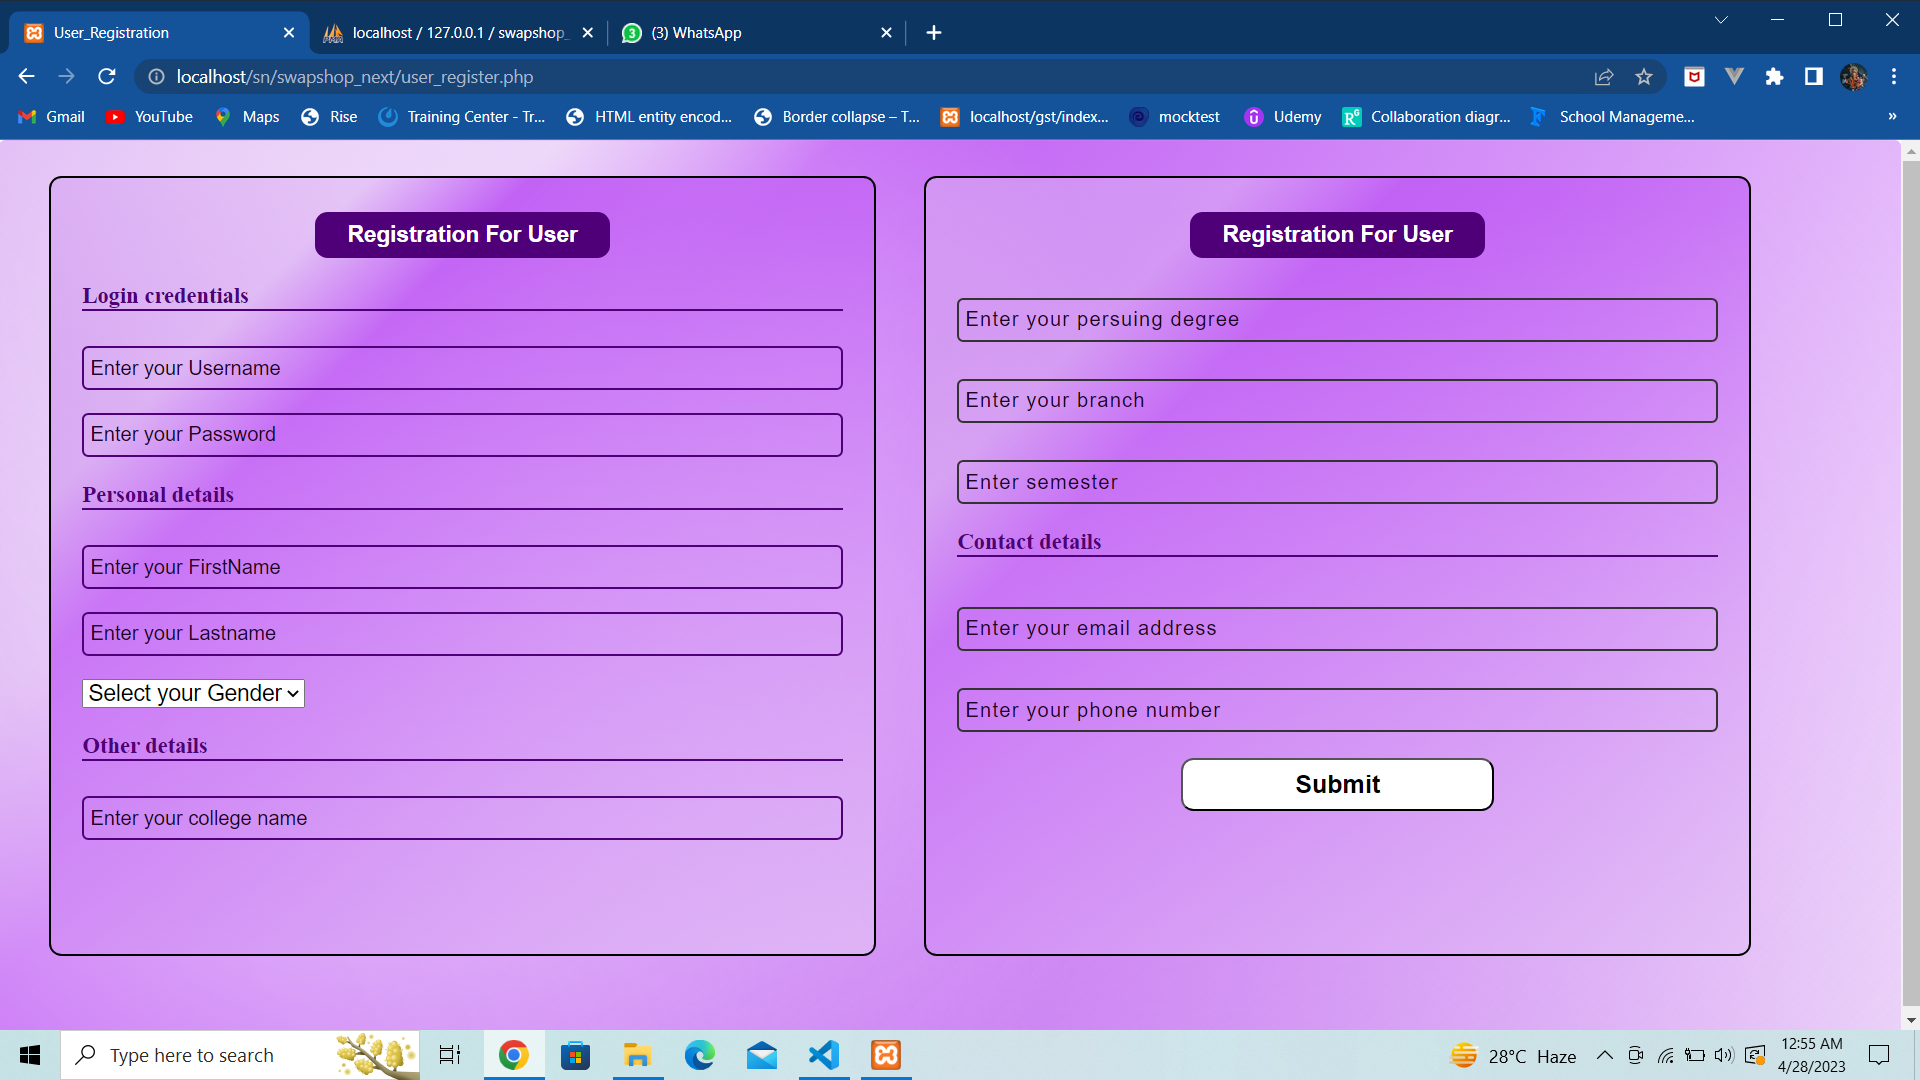 User_Registration
localhost / 127.0.0.1 / swapshop_
(3) WhatsApp
localhost/sn/swapshop_next/user_register.php
Gmail
YouTube
Maps
Rise
Training Center - Tr...
HTML entity encod...
Border collapse – T...
localhost/gst/index...
mocktest
Udemy
Collaboration diagr...
School Manageme...
»
Registration For User
Login credentials
Enter your Username
Enter your Password
Personal details
Enter your FirstName
Enter your Lastname
Select your Gender
Other details
Enter your college name
Registration For User
Enter your persuing degree
Enter your branch
Enter semester
Contact details
Enter your email address
Enter your phone number
Submit
Type here to search
28°C Haze
12:55 AM
4/28/2023